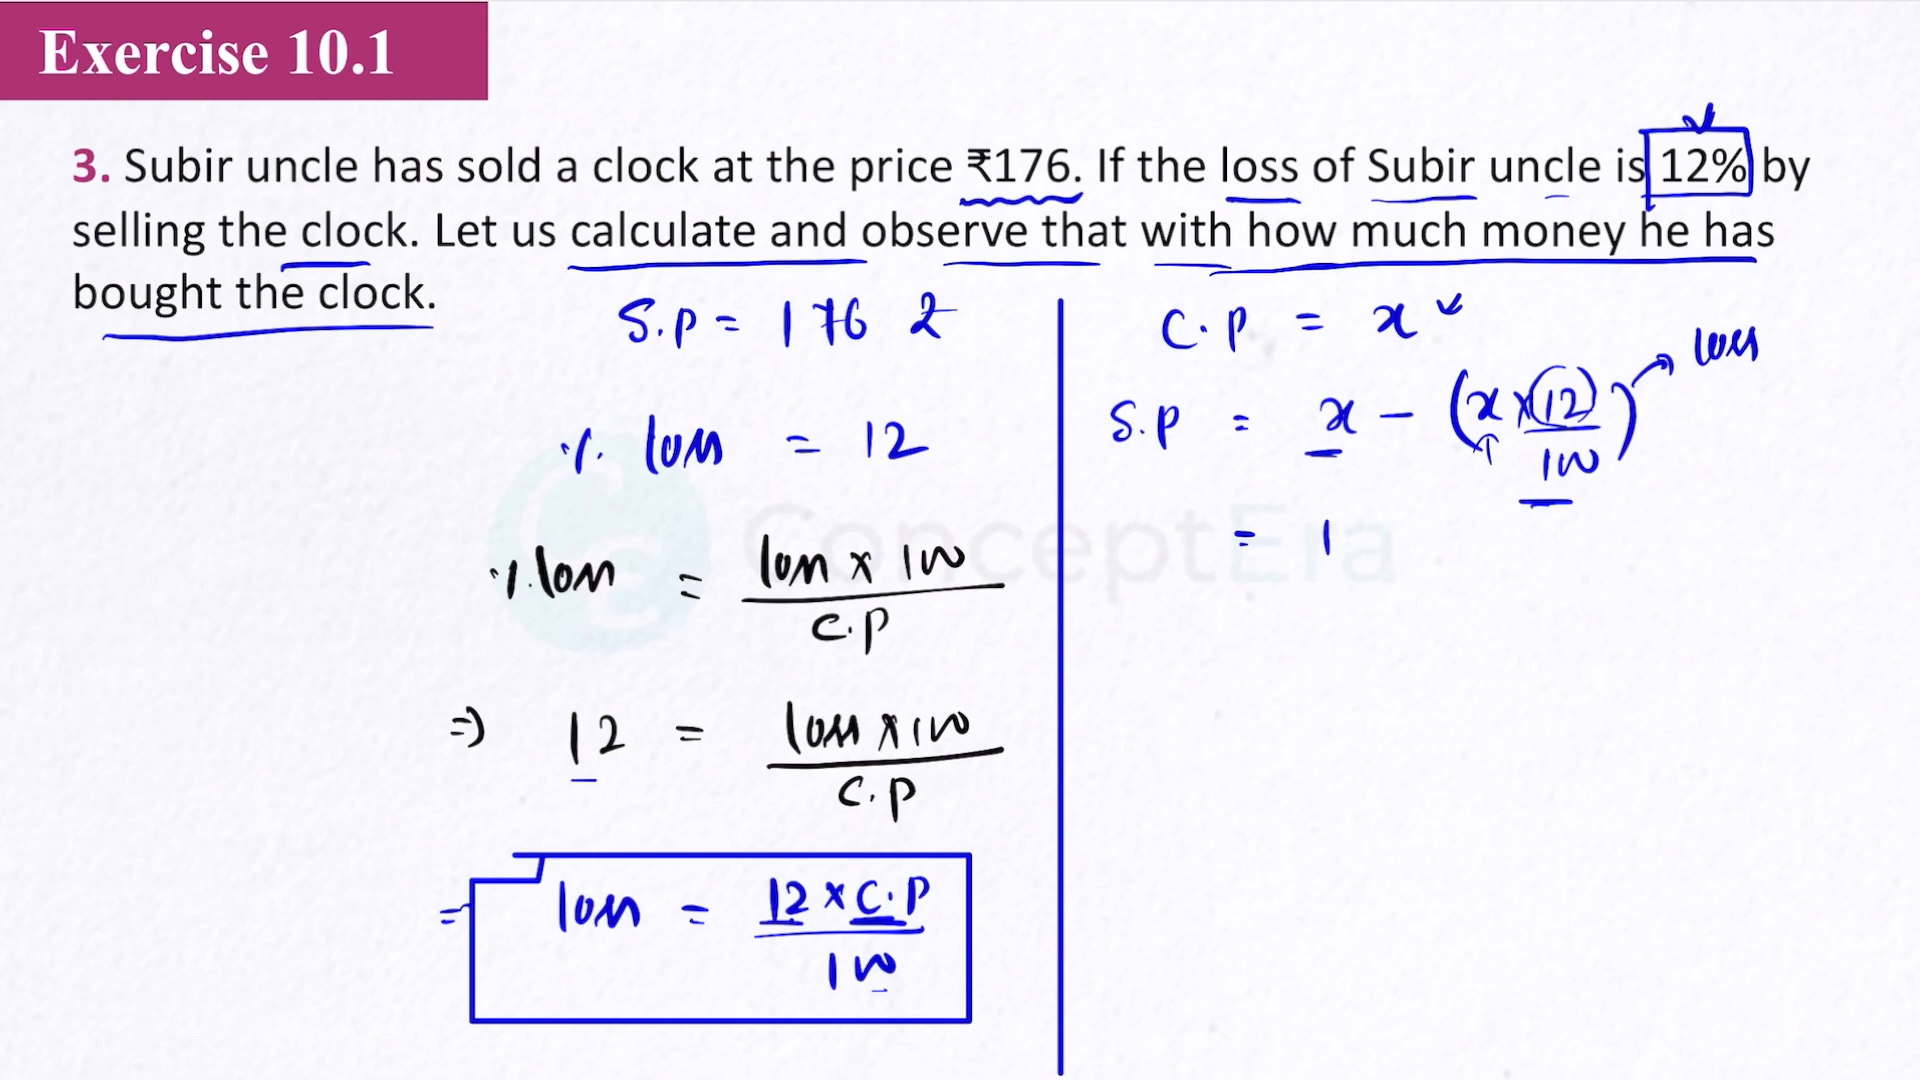 Exercise 10.1
3. Subir uncle has sold a clock at the price ₹176. If the loss of Subir uncle is 12% by
selling the clock. Let us calculate and observe that with how much money he has
bought the clock.
S.P = 176 ₹
% loss = 12
% loss = loss × 100
C.P
⇒ 12 = loss × 100
C.P
= loss = 12 × C.P
100
C.P = x
loss
S.P = x - (x × 12
100)
= 1
ConceptEra